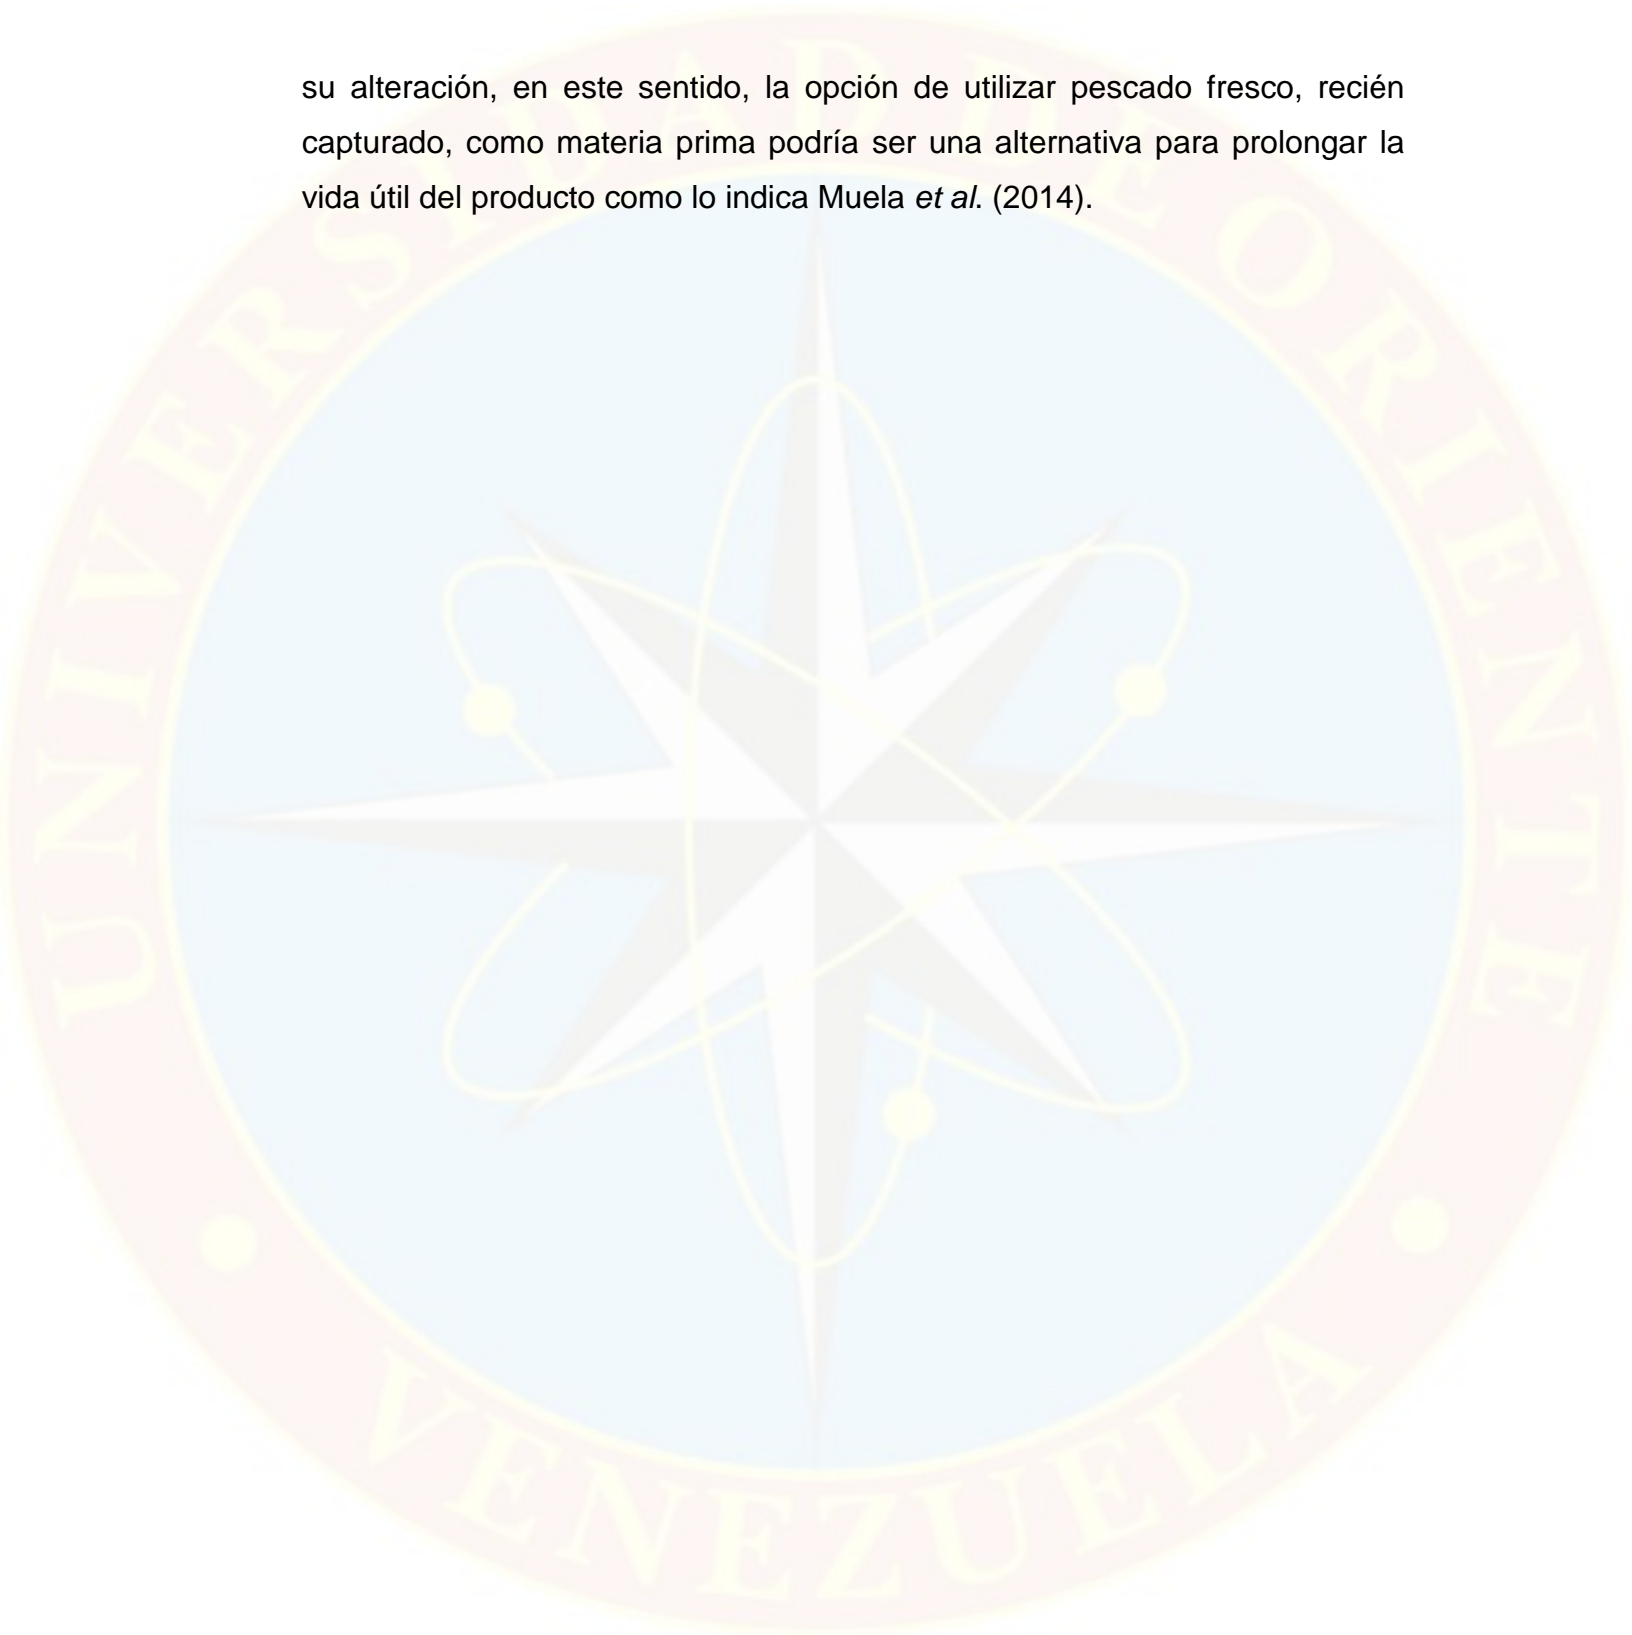 su alteración, en este sentido, la opción de utilizar pescado fresco, recién
capturado, como materia prima podría ser una alternativa para prolongar la
vida útil del producto como lo indica Muela et al. (2014).
UNIVERSIDAD DE ORIENTE
VENEZUELA